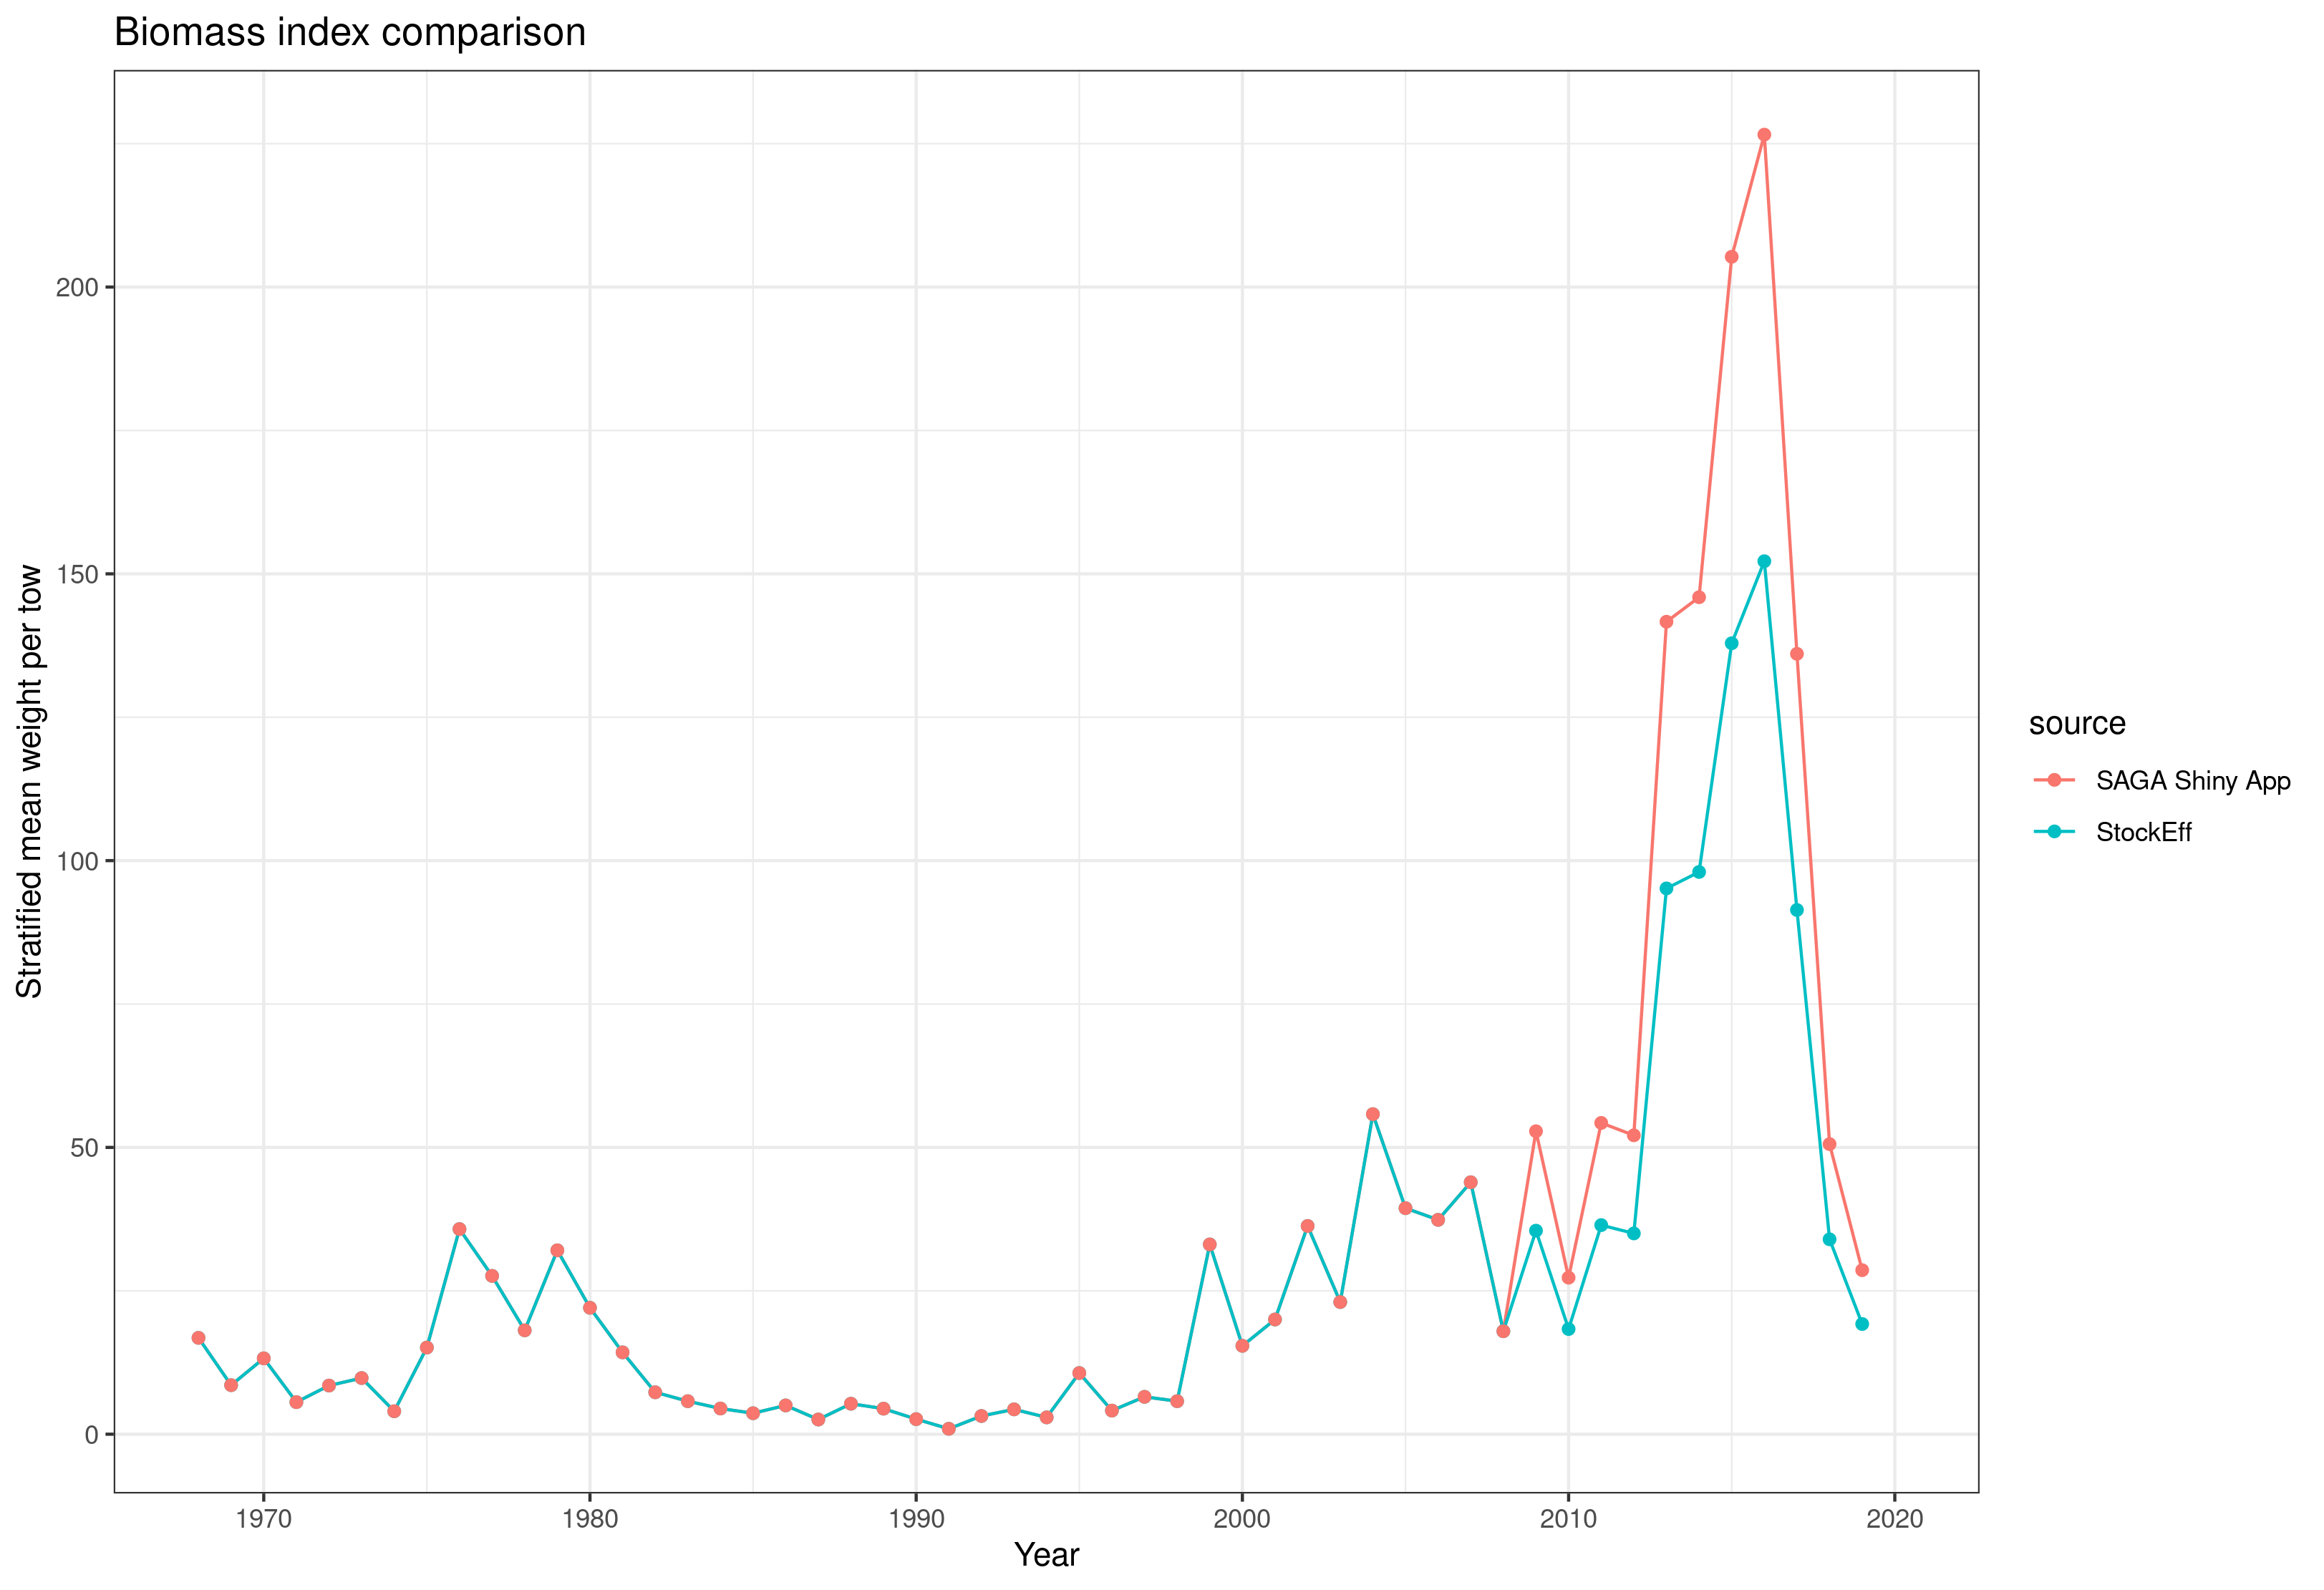 Biomass index comparison
Stratified mean weight per tow
200
150
100
50
0
1970 1980 1990 2000 2010 2020
Year
source
SAGA Shiny App
StockEff